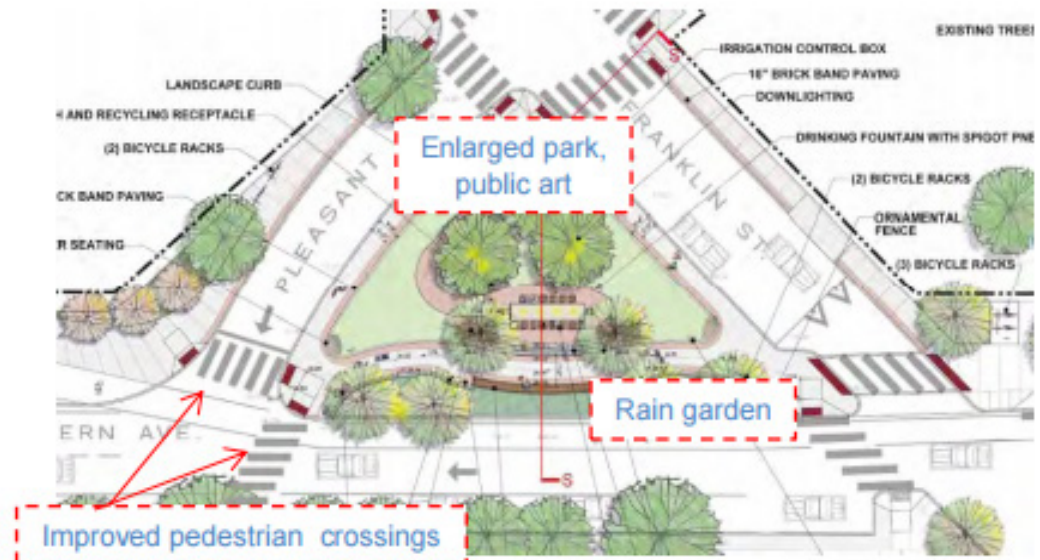 EXISTING TREES
IRRIGATION CONTROL BOX
LANDSCAPE CURB
18" BRICK BAND PAVING
DOWNLIGHTING
H AND RECYCLING RECEPTACLE
DRINKING FOUNTAIN WITH SPIGOT PNE
(2) BICYCLE RACKS
Enlarged park,
public art
(2) BICYCLE RACKS
CK BAND PAVING
ORNAMENTAL
FENCE
R SEATING
(3) BICYCLE RACKS
PLEASANT
FRANKLIN ST.
S
Rain garden
ERN AVE.
S
Improved pedestrian crossings